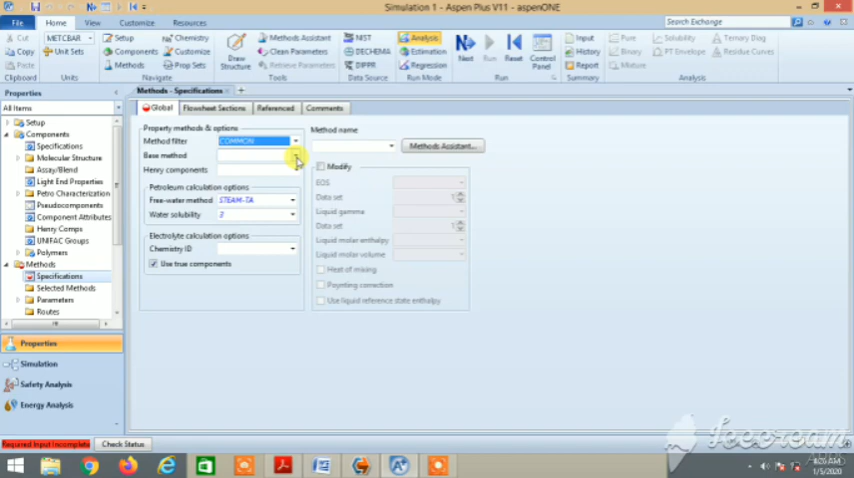 Simulation 1 - Aspen Plus V11 - aspenONE
File Home View Customize Resources Search Exchange
Cut METCBAR Setup Chemistry Methods Assistant NIST Analysis Input Pure Solubility Ternary Diag
Copy Unit Sets Components Customize Clean Parameters DECHEMA Estimation History Binary PT Envelope Residue Curves
Paste Methods Prop Sets Draw Structure Retrieve Parameters DIPPR Regression Next Run Reset Control Panel Report Mixture
Clipboard Units Navigate Tools Data Source Run Mode Run Summary Analysis
Properties
Methods - Specifications
All Items
Global Flowsheet Sections Referenced Comments
Setup
Components
Specifications
Molecular Structure
Assay/Blend
Light End Properties
Petro Characterization
Pseudocomponents
Component Attributes
Henry Comps
UNIFAC Groups
Polymers
Methods
Specifications
Selected Methods
Parameters
Routes
Properties
Simulation
Safety Analysis
Energy Analysis
Property methods & options
Method filter COMMON
Base method
Henry components
Petroleum calculation options
Free-water method STEAM-TA
Water solubility 3
Electrolyte calculation options
Chemistry ID
Use true components
Method name
Methods Assistant...
Modify
EOS
Data set 1
Liquid gamma
Data set 1
Liquid molar enthalpy
Liquid molar volume
Heat of mixing
Poynting correction
Use liquid reference state enthalpy
Required Input Incomplete Check Status
1/5/2020